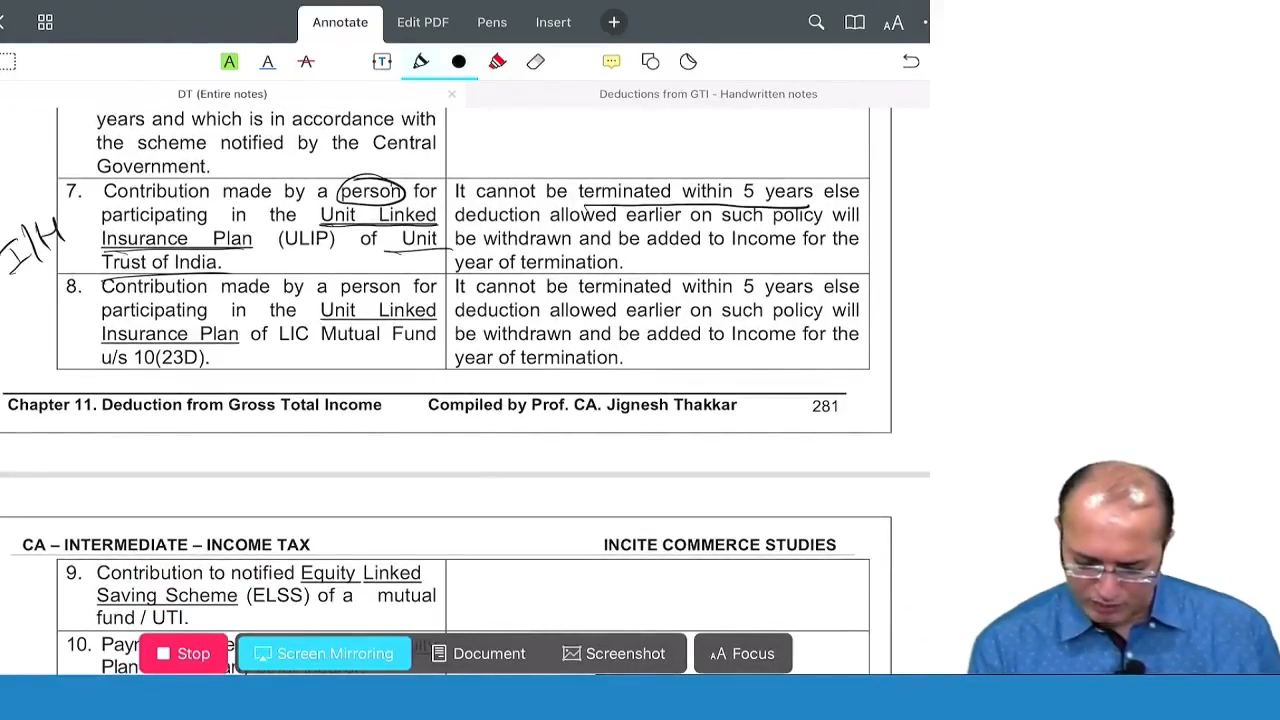 Annotate
Edit PDF
Pens
Insert
AA
A A A T
DT (Entire notes)
Deductions from GTI - Handwritten notes
years and which is in accordance with
the scheme notified by the Central
Government.
7. Contribution made by a person for
participating in the Unit Linked
Insurance Plan (ULIP) of Unit
Trust of India.
I/H
It cannot be terminated within 5 years else
deduction allowed earlier on such policy will
be withdrawn and be added to Income for the
year of termination.
8. Contribution made by a person for
participating in the Unit Linked
Insurance Plan of LIC Mutual Fund
u/s 10(23D).
It cannot be terminated within 5 years else
deduction allowed earlier on such policy will
be withdrawn and be added to Income for the
year of termination.
Chapter 11. Deduction from Gross Total Income Compiled by Prof. CA. Jignesh Thakkar 281
CA – INTERMEDIATE – INCOME TAX INCITE COMMERCE STUDIES
9. Contribution to notified Equity Linked
Saving Scheme (ELSS) of a mutual
fund / UTI.
10.
Plan
Stop
Screen Mirroring
Document
Screenshot
AA Focus